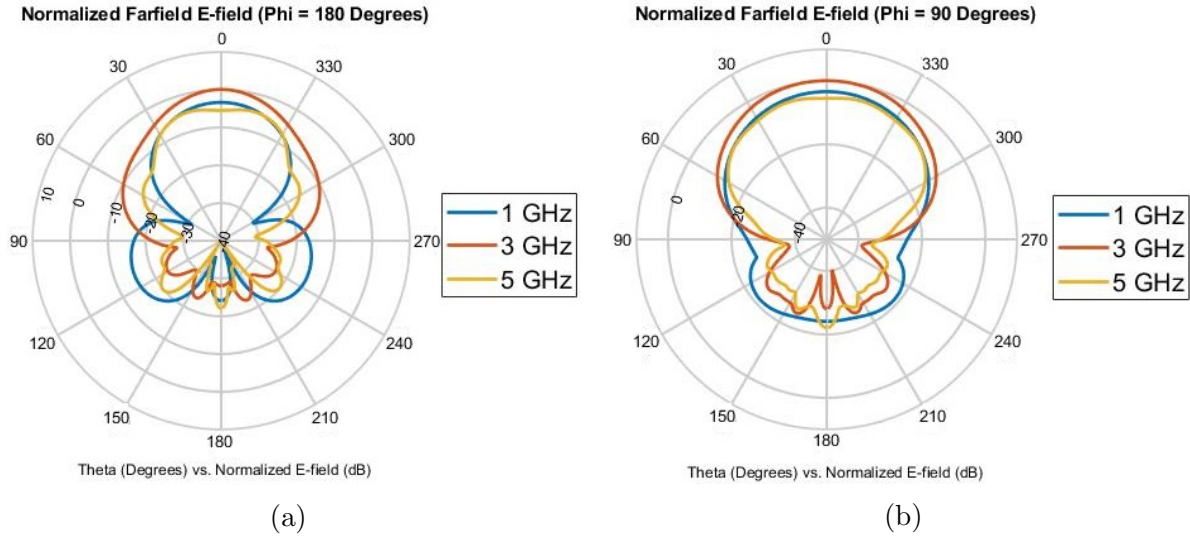 Normalized Farfield E-field (Phi = 180 Degrees)
0
30
330
60
300
10
0
-10
-20
-30
-40
90
270
120
240
150
210
180
1 GHz
3 GHz
5 GHz
Theta (Degrees) vs. Normalized E-field (dB)
(a)
Normalized Farfield E-field (Phi = 90 Degrees)
0
30
330
60
300
0
-20
-40
90
270
120
240
150
210
180
1 GHz
3 GHz
5 GHz
Theta (Degrees) vs. Normalized E-field (dB)
(b)